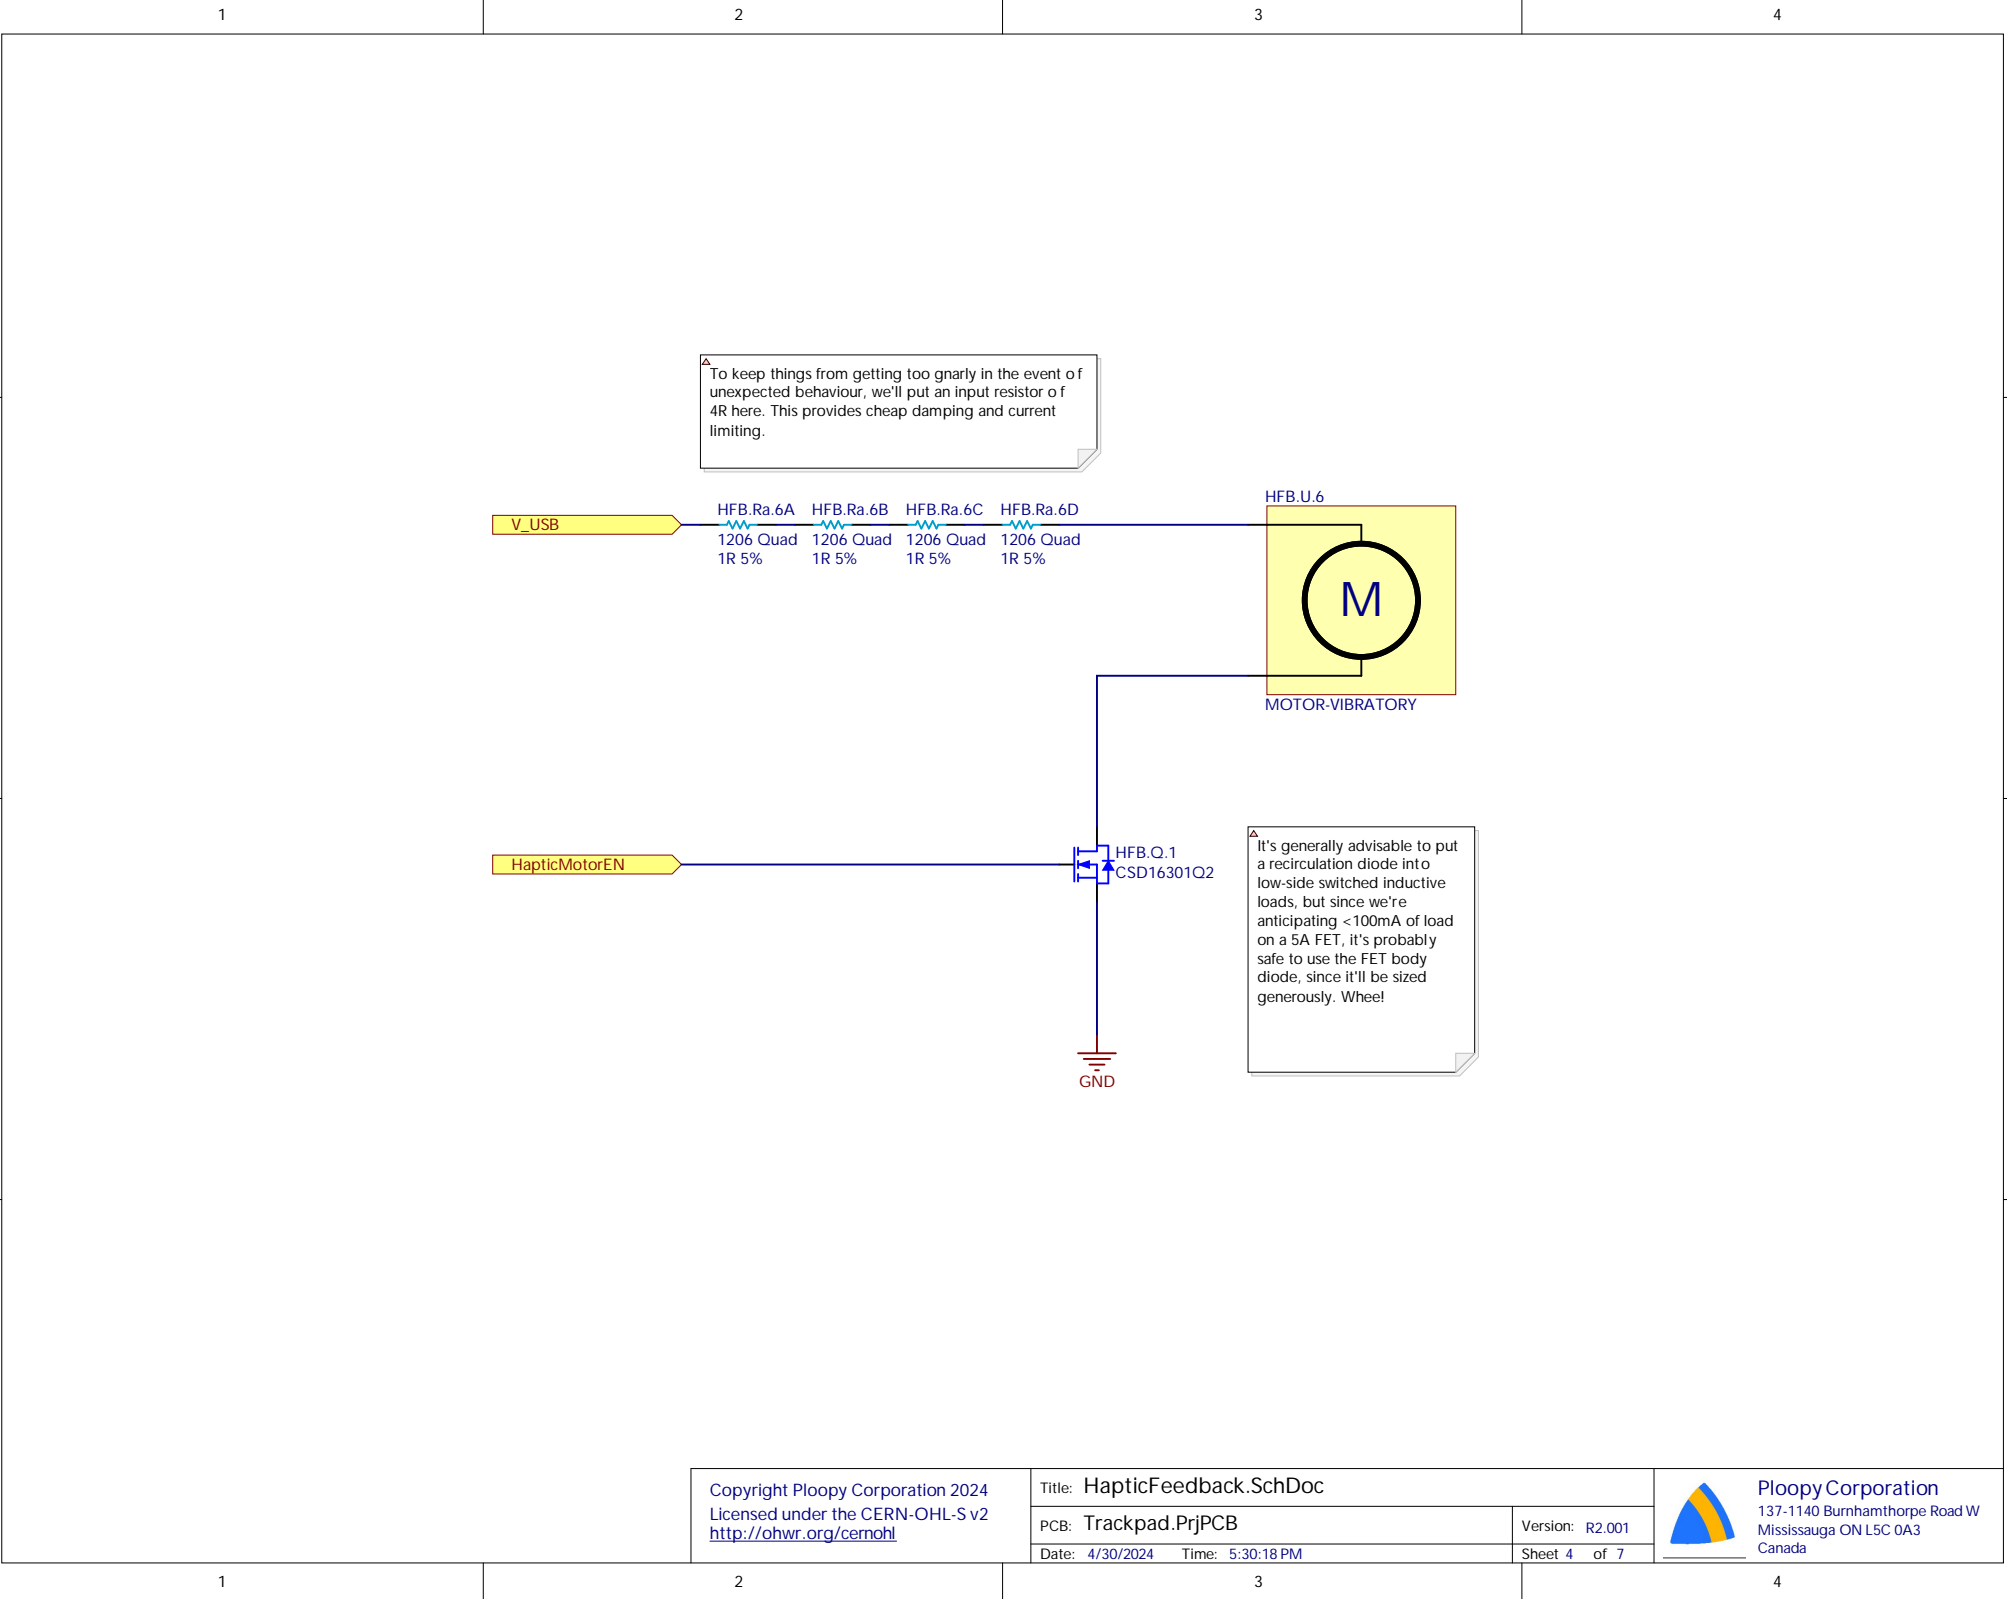 1 2 3 4
To keep things from getting too gnarly in the event of
unexpected behaviour, we'll put an input resistor of
4R here. This provides cheap damping and current
limiting.
HFB.U.6
HFB.Ra.6A HFB.Ra.6B HFB.Ra.6C HFB.Ra.6D
V_USB
1206 Quad 1206 Quad 1206 Quad 1206 Quad
1R 5% 1R 5% 1R 5% 1R 5%
M
MOTOR-VIBRATORY
HapticMotorEN
HFB.Q.1
CSD16301Q2
It's generally advisable to put
a recirculation diode into
low-side switched inductive
loads, but since we're
anticipating <100mA of load
on a 5A FET, it's probably
safe to use the FET body
diode, since it'll be sized
generously. Whee!
GND
Copyright Ploopy Corporation 2024
Licensed under the CERN-OHL-S v2
http://ohwr.org/cernohl
Title: HapticFeedback.SchDoc
PCB: Trackpad.PrjPCB
Version: R2.001
Date: 4/30/2024 Time: 5:30:18 PM
Sheet 4 of 7
Ploopy Corporation
137-1140 Burnhamthorpe Road W
Mississauga ON L5C 0A3
Canada
1 2 3 4